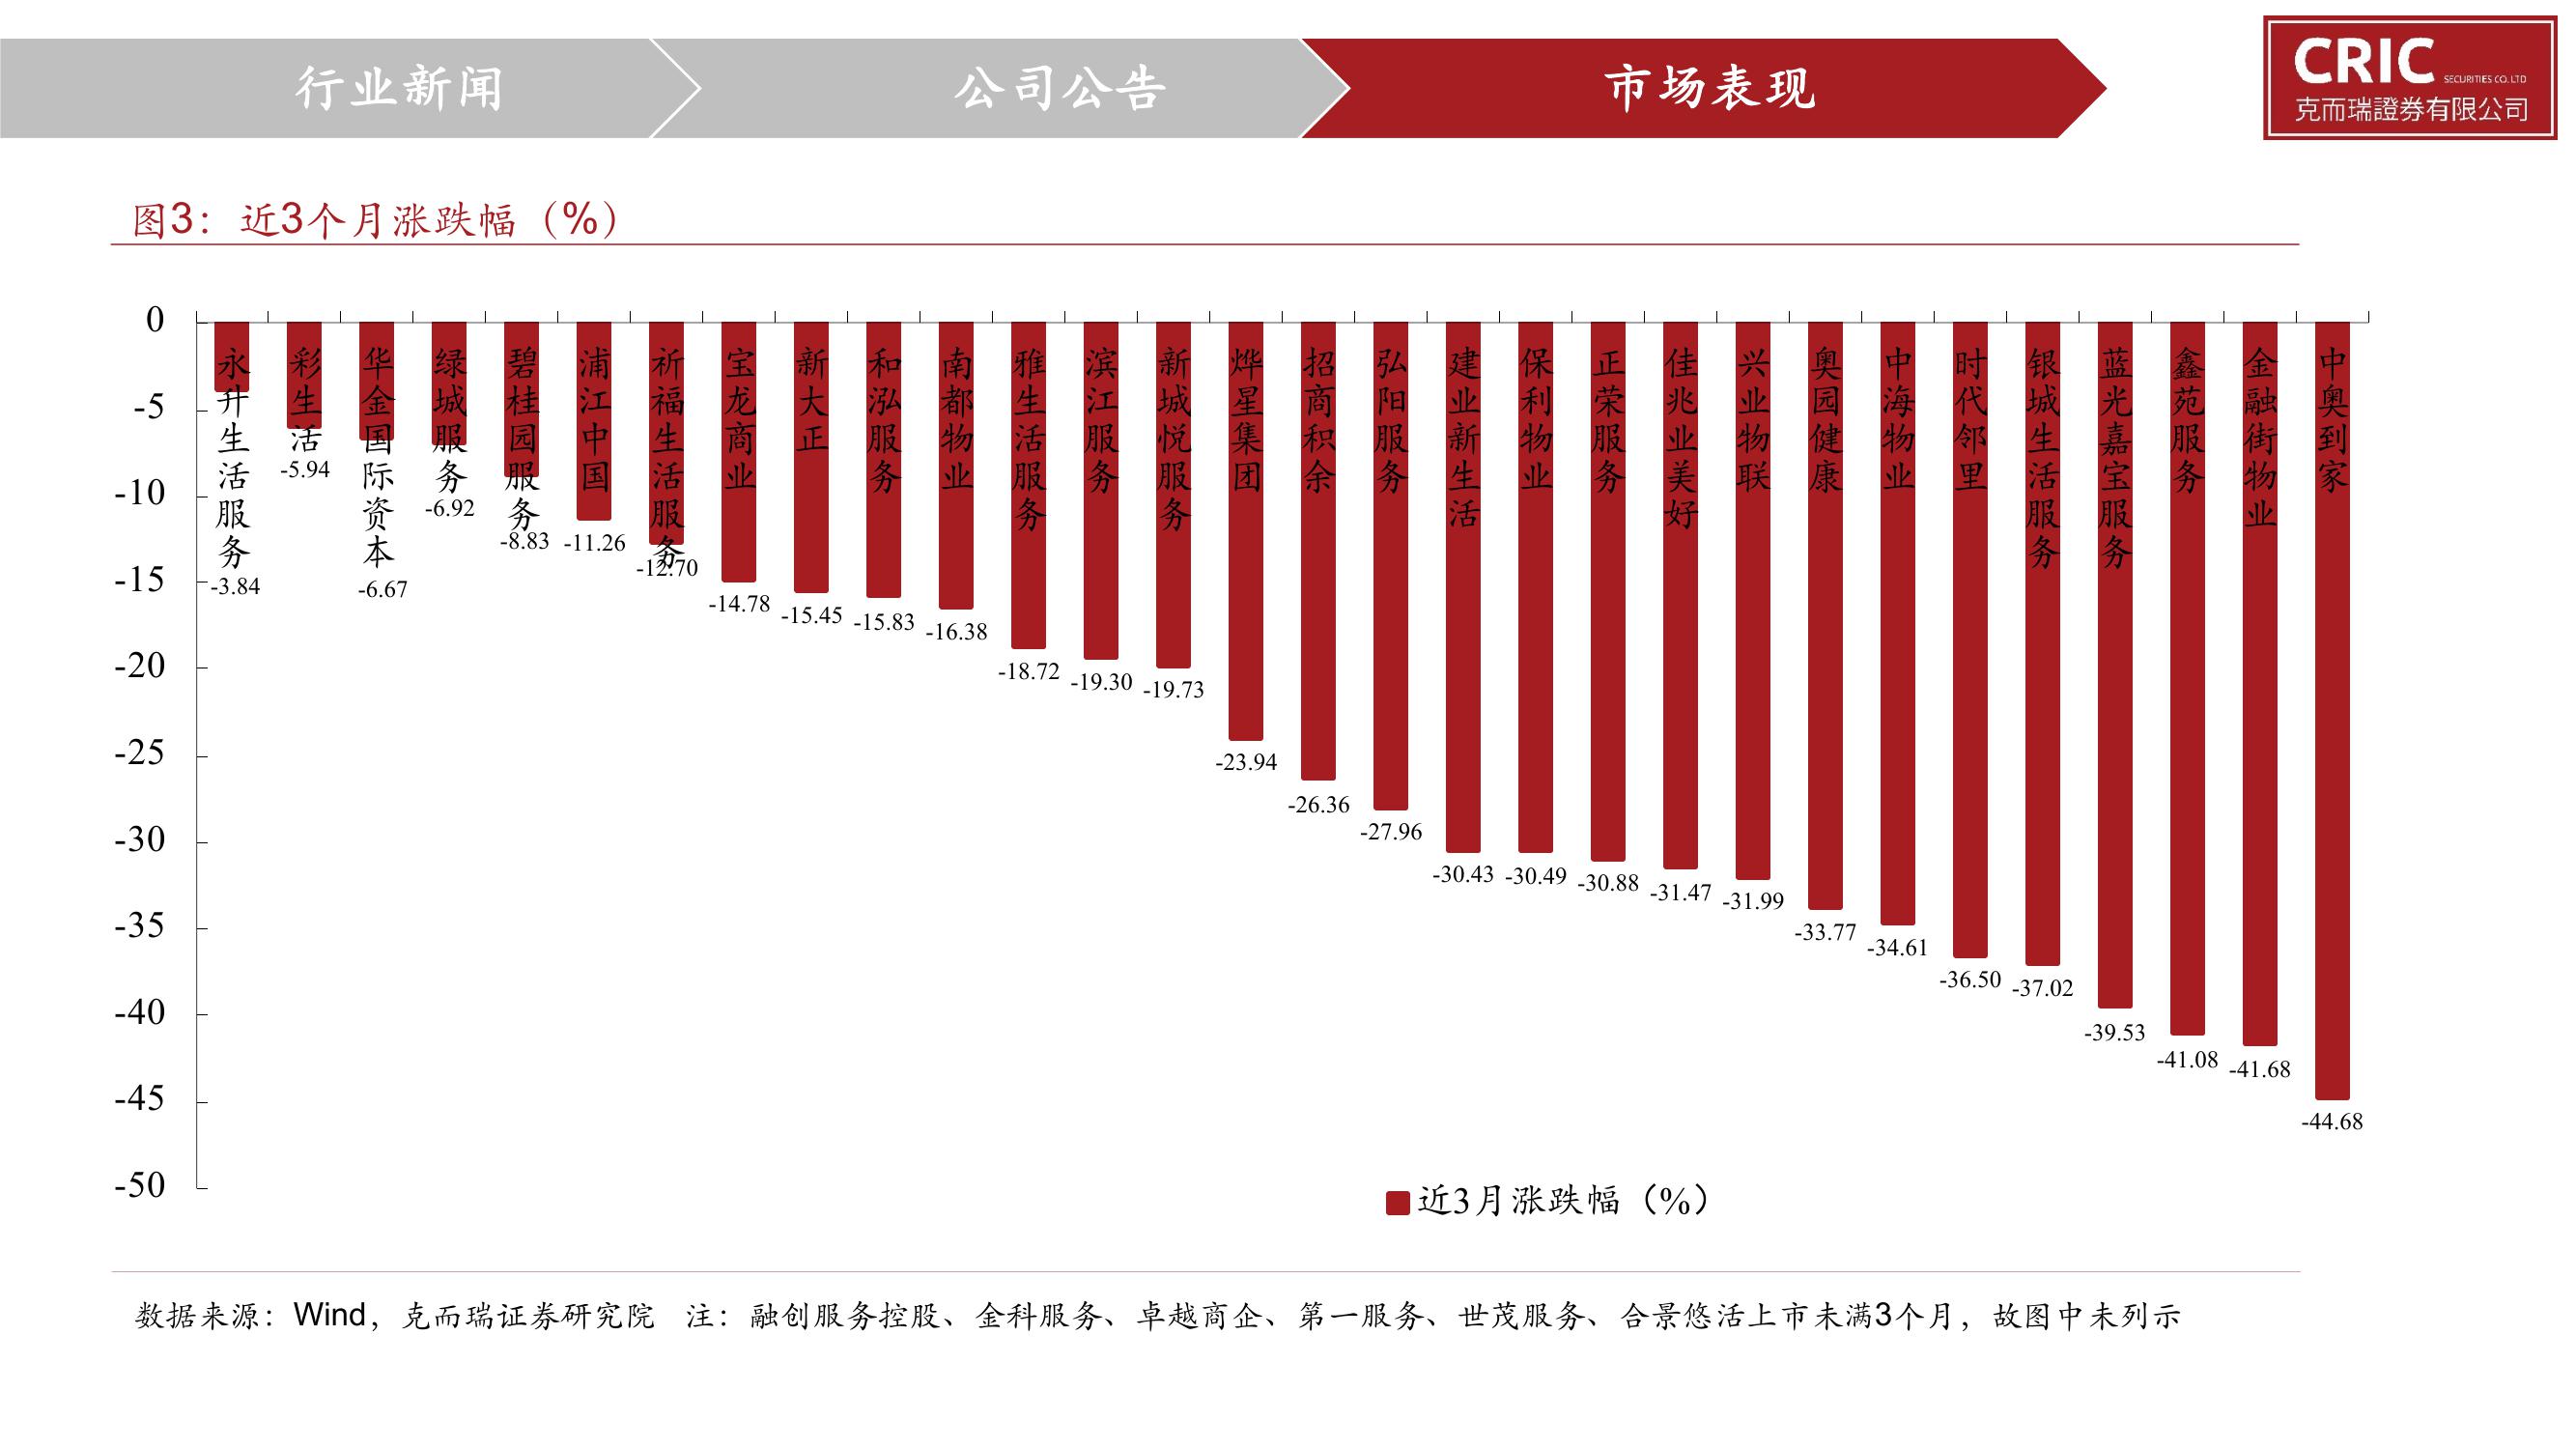 行业新闻
公司公告
市场表现
CRIC SECURITIES CO. LTD
克而瑞證券有限公司
图3：近3个月涨跌幅（%）
0
-5
-10
-15
-20
-25
-30
-35
-40
-45
-50
永升生活服务
彩生活
华金国际资本
绿城服务
碧桂园服务
浦江中国
祈福生活服务
宝龙商业
新大正
和泓服务
南都物业
雅生活服务
滨江服务
新城悦服务
烨星集团
招商积余
弘阳服务
建业新生活
保利物业
正荣服务
佳兆业美好
兴业物联
奥园健康
中海物业
时代邻里
银城生活服务
蓝光嘉宝服务
鑫苑服务
金融街物业
中奥到家
-3.84
-5.94
-6.67
-6.92
-8.83
-11.26
-12.70
-14.78
-15.45
-15.83
-16.38
-18.72
-19.30
-19.73
-23.94
-26.36
-27.96
-30.43
-30.49
-30.88
-31.47
-31.99
-33.77
-34.61
-36.50
-37.02
-39.53
-41.08
-41.68
-44.68
近3月涨跌幅（%）
数据来源：Wind，克而瑞证券研究院 注：融创服务控股、金科服务、卓越商企、第一服务、世茂服务、合景悠活上市未满3个月，故图中未列示